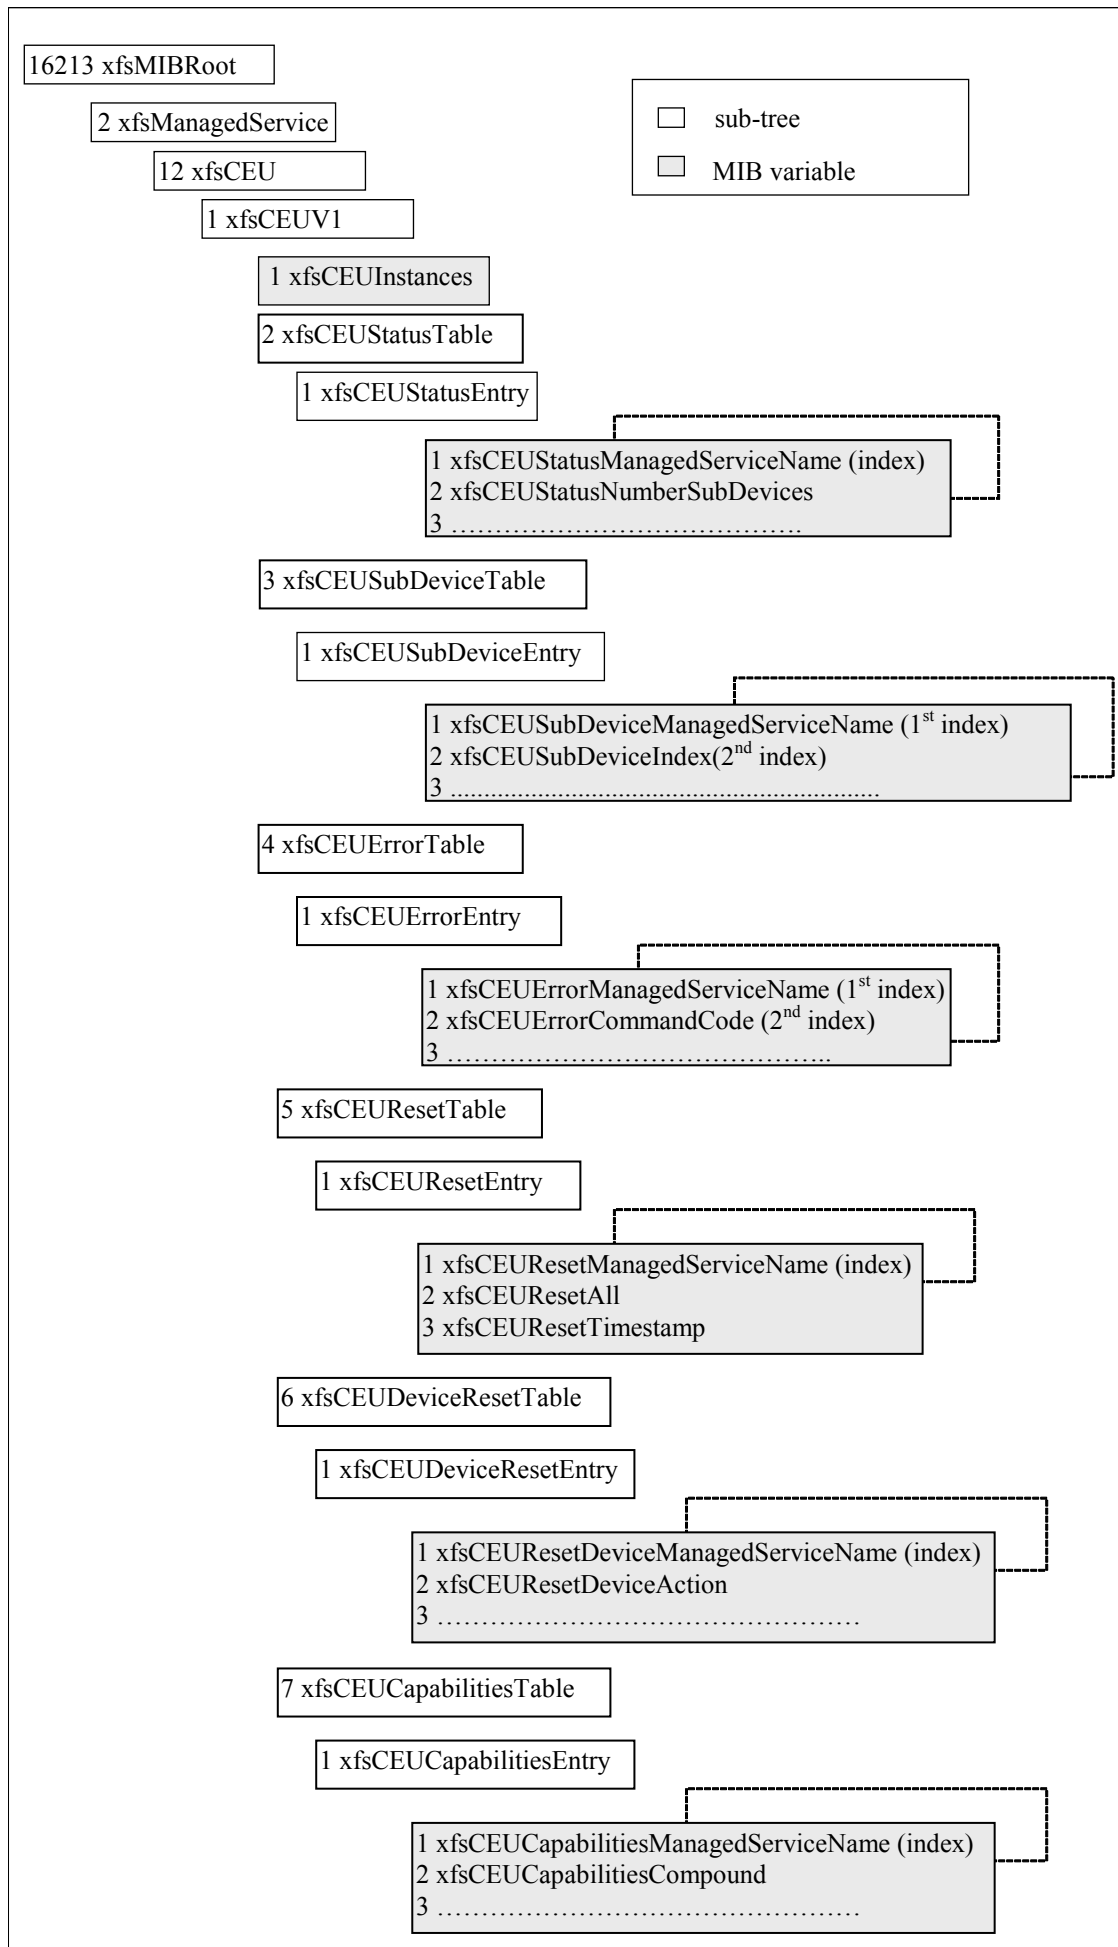 16213 xfsMIBRoot
2 xfsManagedService
sub-tree
12 xfsCEU
MIB variable
1 xfsCEUV1
1 xfsCEUInstances
2 xfsCEUStatusTable
1 xfsCEUStatusEntry
1 xfsCEUStatusManagedServiceName (index)
2 xfsCEUStatusNumberSubDevices
3 ………………………………….
3 xfsCEUSubDeviceTable
1 xfsCEUSubDeviceEntry
1 xfsCEUSubDeviceManagedServiceName (1st index)
2 xfsCEUSubDeviceIndex(2nd index)
3 .................................................................
4 xfsCEUErrorTable
1 xfsCEUErrorEntry
1 xfsCEUErrorManagedServiceName (1st index)
2 xfsCEUErrorCommandCode (2nd index)
3 ……………………………………..
5 xfsCEUResetTable
1 xfsCEUResetEntry
1 xfsCEUResetManagedServiceName (index)
2 xfsCEUResetAll
3 xfsCEUResetTimestamp
6 xfsCEUDeviceResetTable
1 xfsCEUDeviceResetEntry
1 xfsCEUResetDeviceManagedServiceName (index)
2 xfsCEUResetDeviceAction
3 …………………………………………
7 xfsCEUCapabilitiesTable
1 xfsCEUCapabilitiesEntry
1 xfsCEUCapabilitiesManagedServiceName (index)
2 xfsCEUCapabilitiesCompound
3 …………………………………………